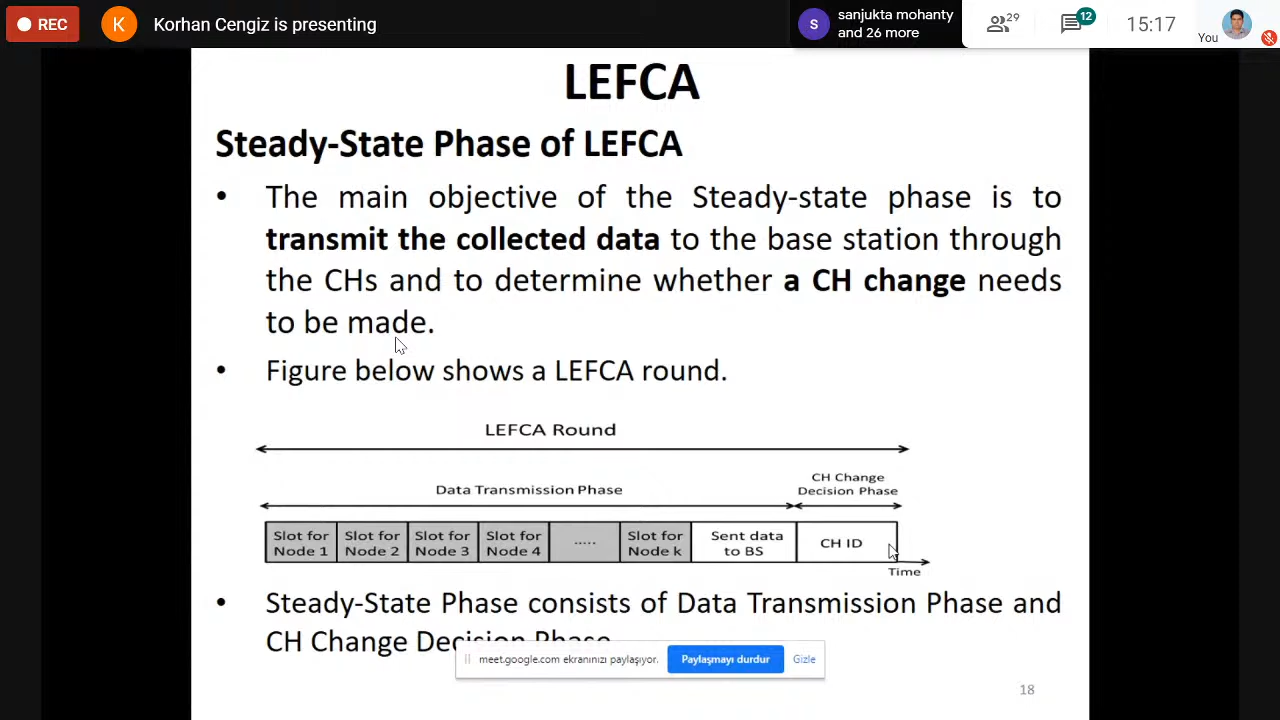 REC
K
Korhan Cengiz is presenting
S
sanjukta mohanty
and 26 more
29
12
15:17
You
LEFCA
Steady-State Phase of LEFCA
• The main objective of the Steady-state phase is to
transmit the collected data to the base station through
the CHs and to determine whether a CH change needs
to be made.
• Figure below shows a LEFCA round.
LEFCA Round
Data Transmission Phase
CH Change
Decision Phase
Slot for
Node 1
Slot for
Node 2
Slot for
Node 3
Slot for
Node 4
.....
Slot for
Node k
Sent data
to BS
CH ID
Time
• Steady-State Phase consists of Data Transmission Phase and
CH Change Decision Phase
meet.google.com ekranınızı paylaşıyor.
Paylaşmayı durdur
Gizle
18